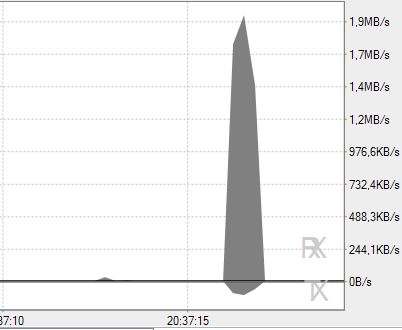 1,9MB/s
1,7MB/s
1,4MB/s
1,2MB/s
976,6KB/s
732,4KB/s
488,3KB/s
244,1KB/s
RX
0B/s
TX
37:10 20:37:15